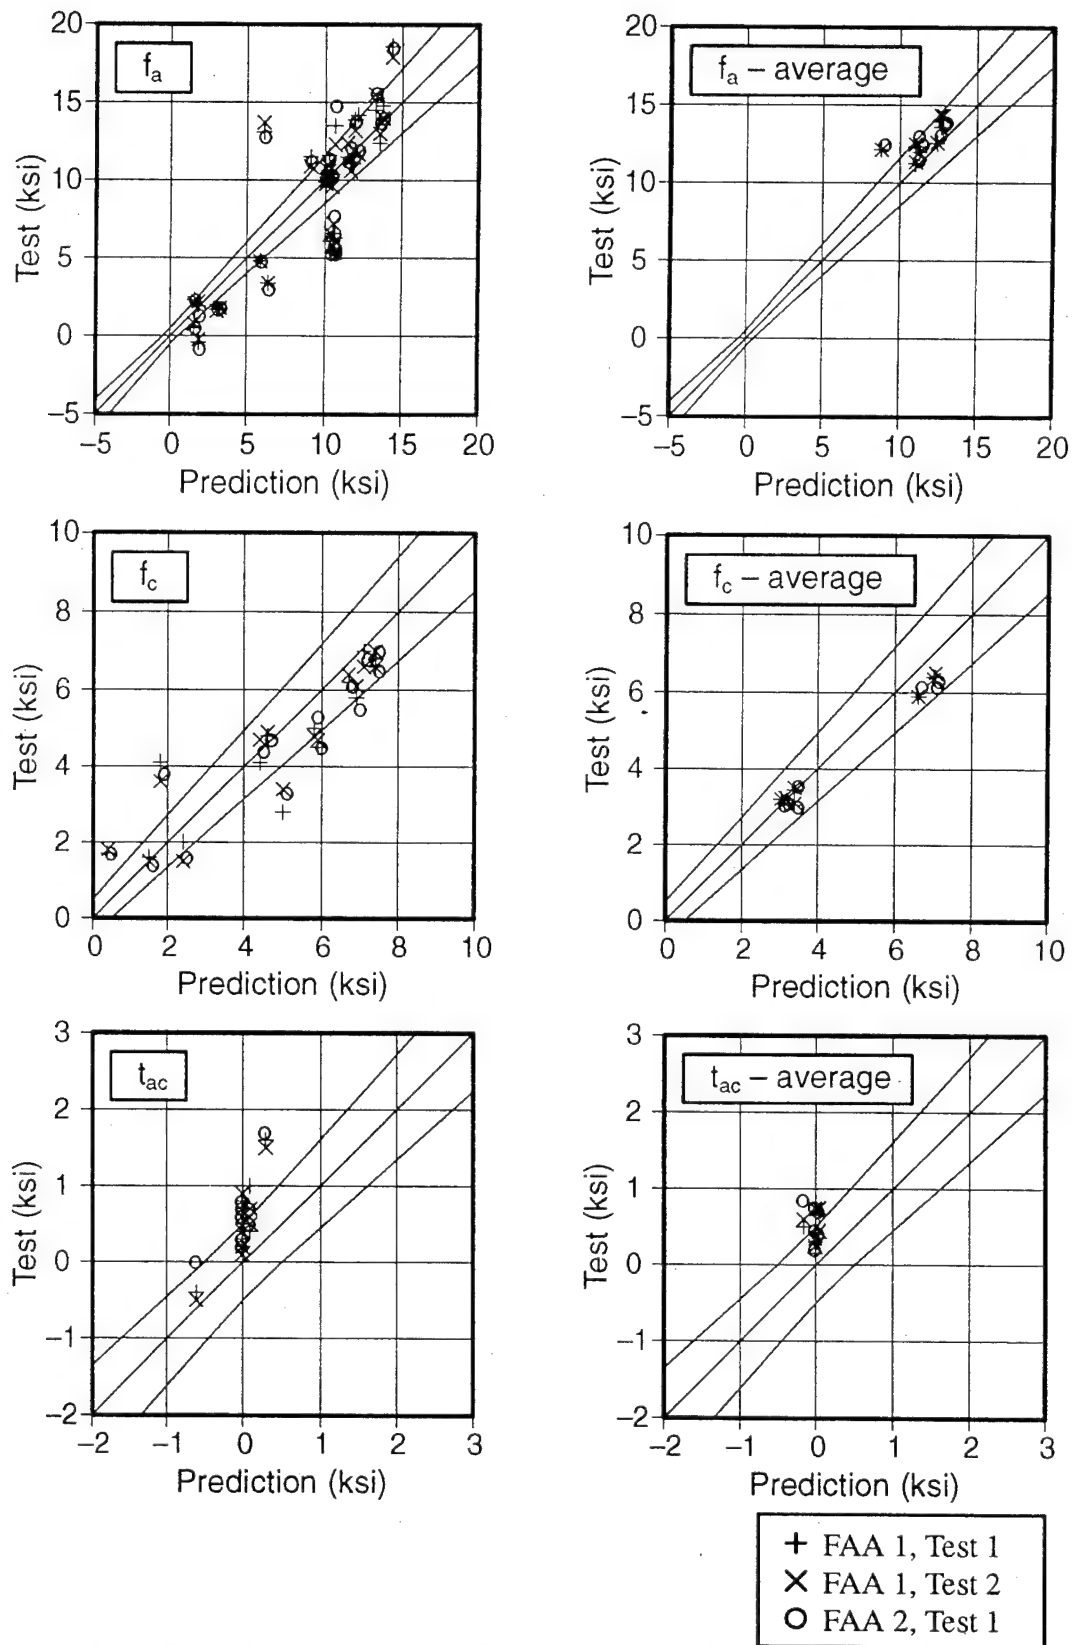 20
15
10
5
0
−5
Test (ksi)
f_a
−5 0 5 10 15 20
Prediction (ksi)
20
15
10
5
0
−5
Test (ksi)
f_a – average
−5 0 5 10 15 20
Prediction (ksi)
10
8
6
4
2
0
Test (ksi)
f_c
0 2 4 6 8 10
Prediction (ksi)
10
8
6
4
2
0
Test (ksi)
f_c – average
0 2 4 6 8 10
Prediction (ksi)
3
2
1
0
−1
−2
Test (ksi)
t_ac
−2 −1 0 1 2 3
Prediction (ksi)
3
2
1
0
−1
−2
Test (ksi)
t_ac – average
−2 −1 0 1 2 3
Prediction (ksi)
+ FAA 1, Test 1
× FAA 1, Test 2
O FAA 2, Test 1